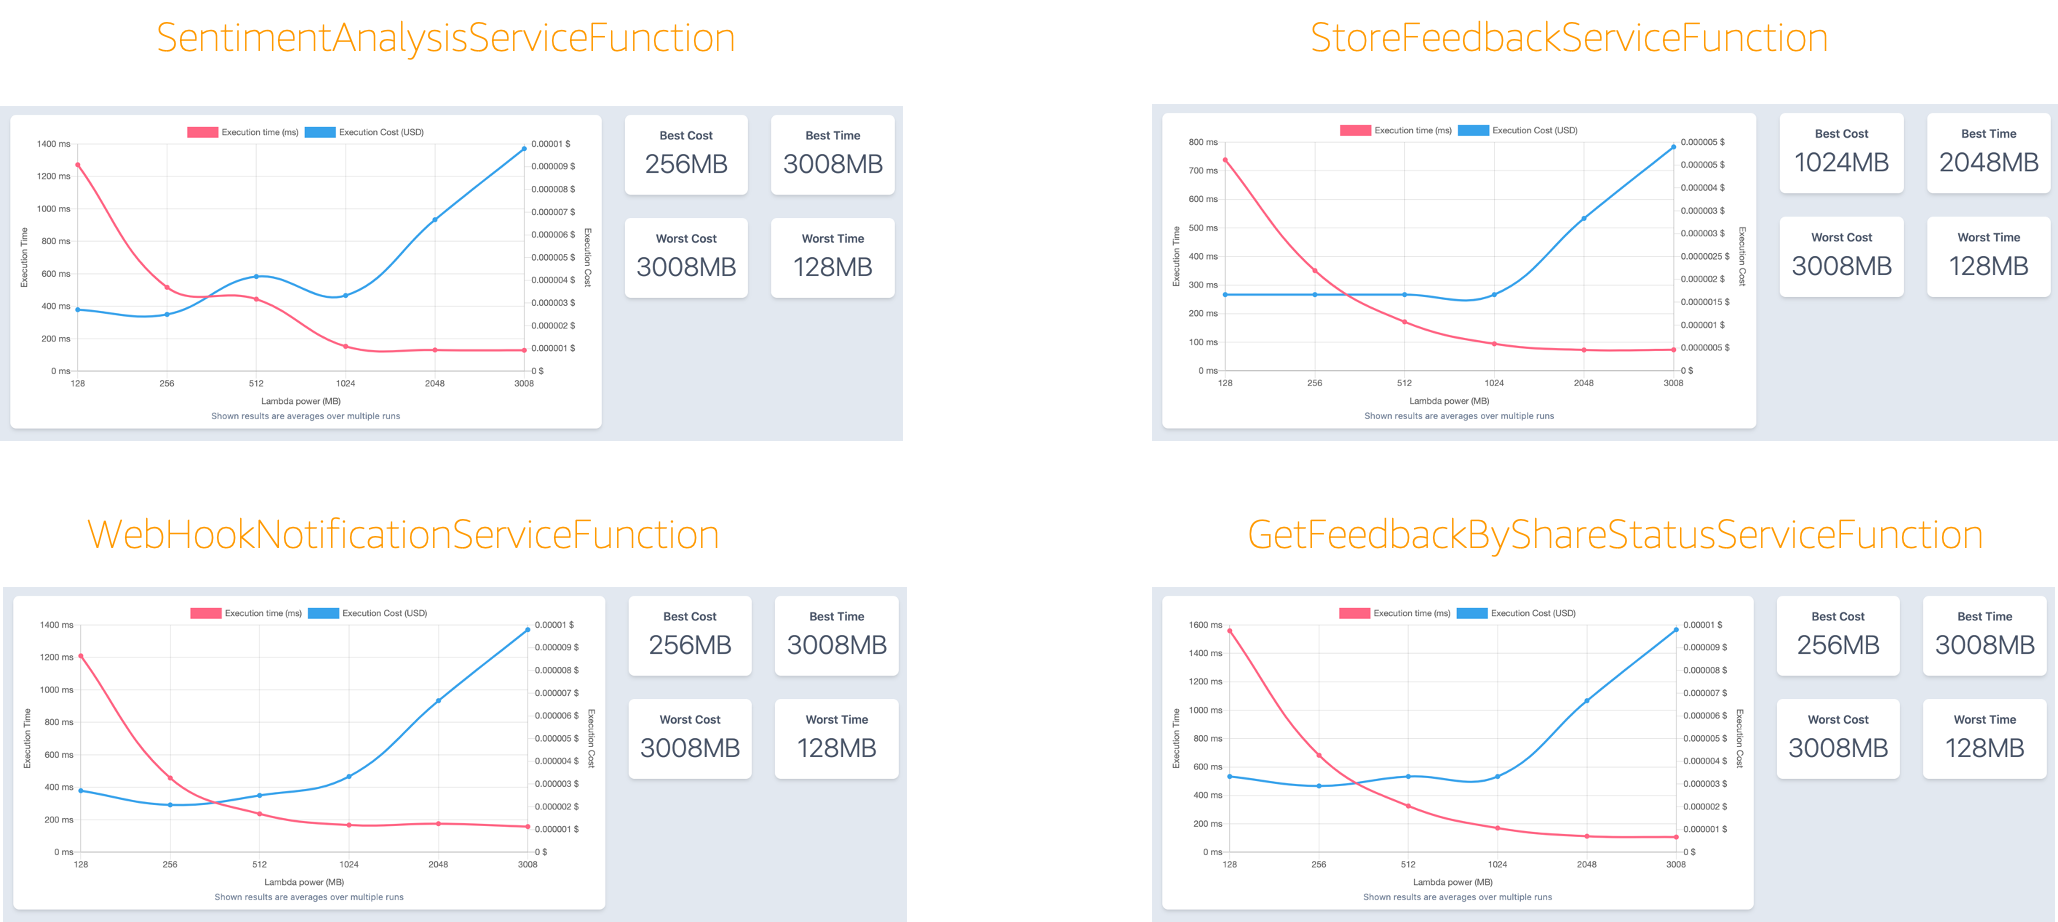 SentimentAnalysisServiceFunction
Execution time (ms) Execution Cost (USD)
1400 ms
1200 ms
1000 ms
800 ms
600 ms
400 ms
200 ms
0 ms
Execution Time
0.00001 $
0.000009 $
0.000008 $
0.000007 $
0.000006 $
0.000005 $
0.000004 $
0.000003 $
0.000002 $
0.000001 $
0 $
Execution Cost
128 256 512 1024 2048 3008
Lambda power (MB)
Shown results are averages over multiple runs
Best Cost
256MB
Best Time
3008MB
Worst Cost
3008MB
Worst Time
128MB
StoreFeedbackServiceFunction
Execution time (ms) Execution Cost (USD)
800 ms
700 ms
600 ms
500 ms
400 ms
300 ms
200 ms
100 ms
0 ms
Execution Time
0.000005 $
0.000005 $
0.000004 $
0.000003 $
0.000003 $
0.0000025 $
0.000002 $
0.0000015 $
0.000001 $
0.0000005 $
0 $
Execution Cost
128 256 512 1024 2048 3008
Lambda power (MB)
Shown results are averages over multiple runs
Best Cost
1024MB
Best Time
2048MB
Worst Cost
3008MB
Worst Time
128MB
WebHookNotificationServiceFunction
Execution time (ms) Execution Cost (USD)
1400 ms
1200 ms
1000 ms
800 ms
600 ms
400 ms
200 ms
0 ms
Execution Time
0.00001 $
0.000009 $
0.000008 $
0.000007 $
0.000006 $
0.000005 $
0.000004 $
0.000003 $
0.000002 $
0.000001 $
0 $
Execution Cost
128 256 512 1024 2048 3008
Lambda power (MB)
Shown results are averages over multiple runs
Best Cost
256MB
Best Time
3008MB
Worst Cost
3008MB
Worst Time
128MB
GetFeedbackByShareStatusServiceFunction
Execution time (ms) Execution Cost (USD)
1600 ms
1400 ms
1200 ms
1000 ms
800 ms
600 ms
400 ms
200 ms
0 ms
Execution Time
0.00001 $
0.000009 $
0.000008 $
0.000007 $
0.000006 $
0.000005 $
0.000004 $
0.000003 $
0.000002 $
0.000001 $
0 $
Execution Cost
128 256 512 1024 2048 3008
Lambda power (MB)
Shown results are averages over multiple runs
Best Cost
256MB
Best Time
3008MB
Worst Cost
3008MB
Worst Time
128MB